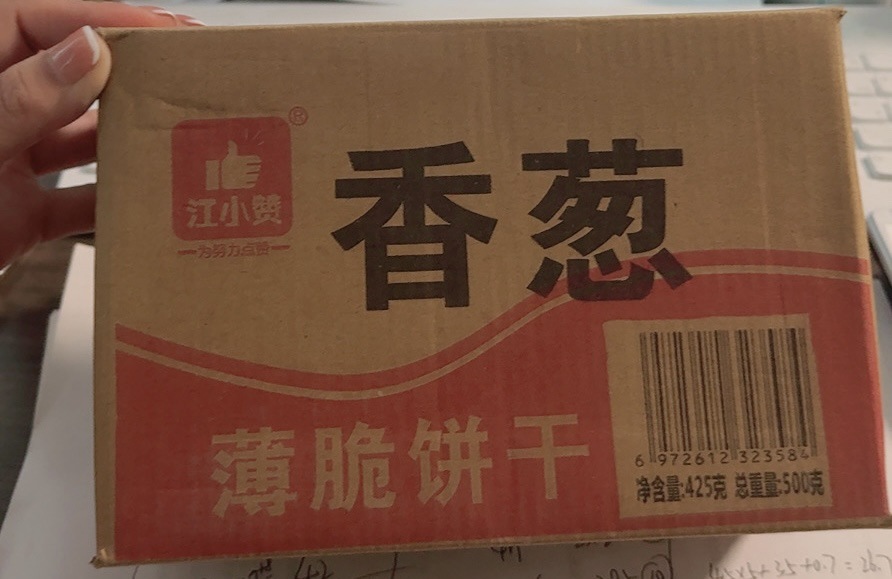 江小赞
®
为努力点赞
香葱
薄脆饼干
6 972612 323584
净含量:425克 总重量:500克